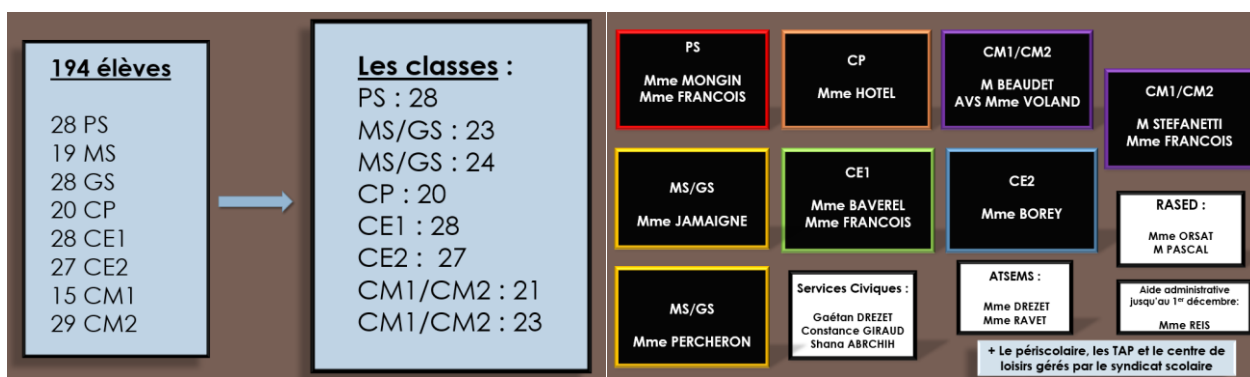 194 élèves
28 PS
19 MS
28 GS
20 CP
28 CE1
27 CE2
15 CM1
29 CM2
Les classes :
PS : 28
MS/GS : 23
MS/GS : 24
CP : 20
CE1 : 28
CE2 : 27
CM1/CM2 : 21
CM1/CM2 : 23
PS
Mme MONGIN
Mme FRANCOIS
CP
Mme HOTEL
CM1/CM2
M BEAUDET
AVS Mme VOLAND
CM1/CM2
M STEFANETTI
Mme FRANCOIS
MS/GS
Mme JAMAIGNE
CE1
Mme BAVEREL
Mme FRANCOIS
CE2
Mme BOREY
RASED :
Mme ORSAT
M PASCAL
MS/GS
Mme PERCHERON
Services Civiques :
Gaétan DREZET
Constance GIRAUD
Shana ABRCHIH
ATSEMS :
Mme DREZET
Mme RAVET
Aide administrative
jusqu'au 1er décembre:
Mme REIS
+ Le périscolaire, les TAP et le centre de
loisirs gérés par le syndicat scolaire